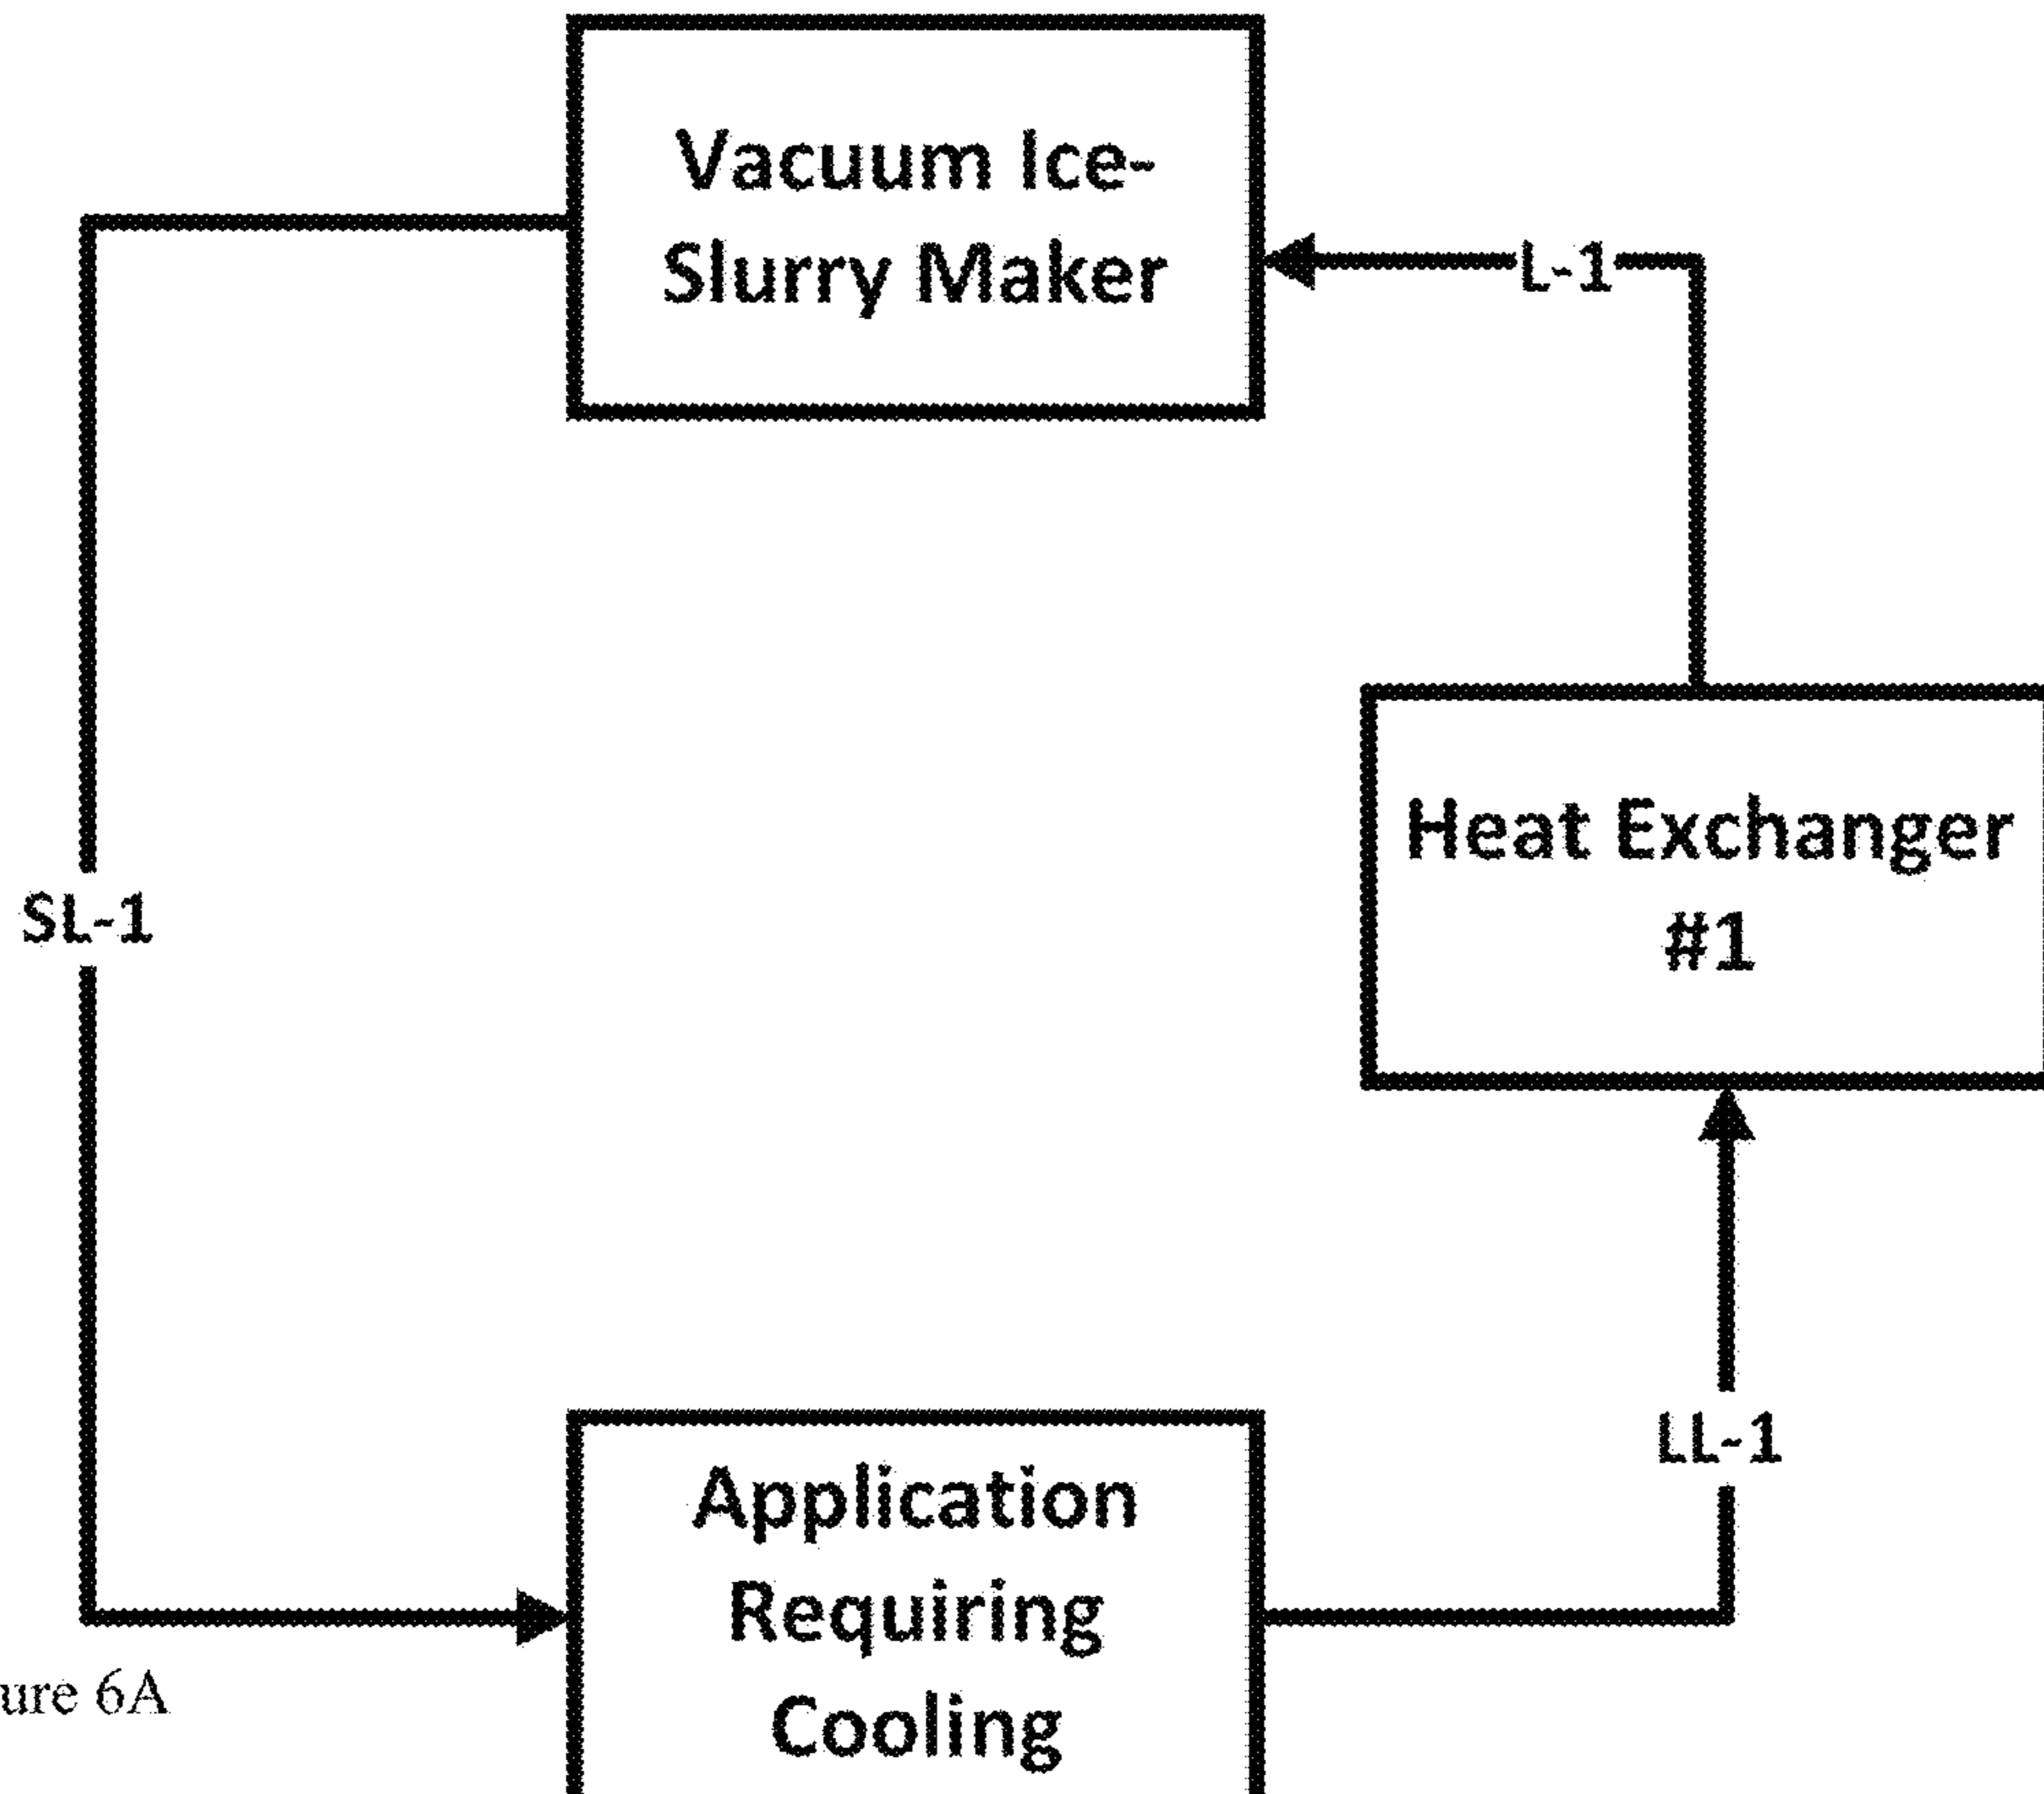 Vacuum Ice-
Slurry Maker
L-1
Heat Exchanger
#1
SL-1
LL-1
Application
Requiring
Cooling
ure 6A